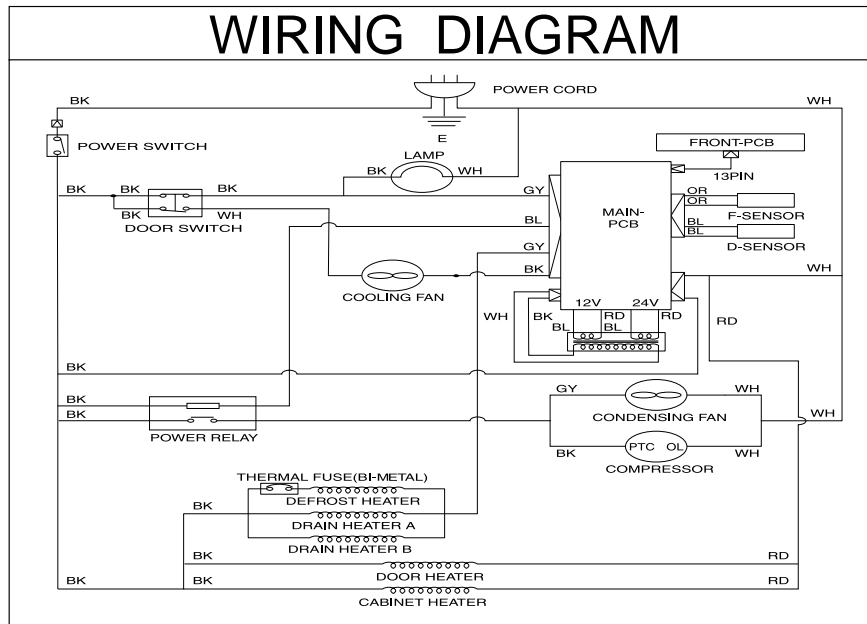 WIRING DIAGRAM
POWER CORD
BK
WH
E
POWER SWITCH
LAMP
BK
WH
FRONT-PCB
13PIN
BK
BK
BK
GY
BK
WH
DOOR SWITCH
BL
MAIN-
PCB
OR
OR
F-SENSOR
BL
BL
D-SENSOR
GY
BK
WH
COOLING FAN
12V
24V
WH
BK
RD
RD
BL
BL
RD
BK
BK
BK
POWER RELAY
GY
WH
CONDENSING FAN
WH
BK
PTC OL
WH
COMPRESSOR
THERMAL FUSE(BI-METAL)
DEFROST HEATER
BK
DRAIN HEATER A
DRAIN HEATER B
BK
RD
DOOR HEATER
BK
BK
RD
CABINET HEATER